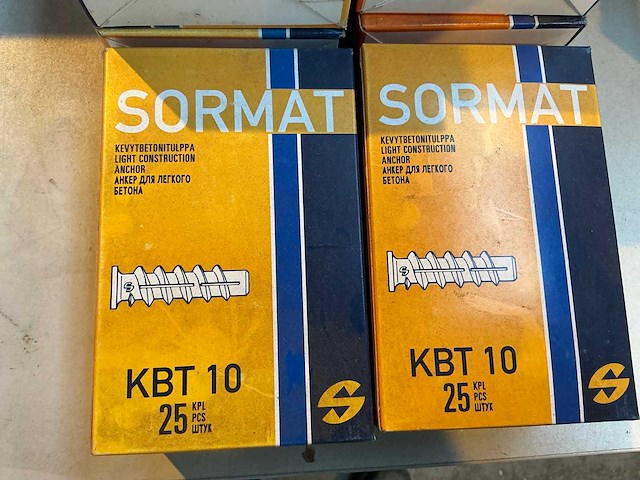 SORMAT
KEVYTBETONITULPPA
LIGHT CONSTRUCTION
ANCHOR
АНКЕР ДЛЯ ЛЕГКОГО
БЕТОНА
KBT 10
25 KPL
PCS
ШТУК
SORMAT
KEVYTBETONITULPPA
LIGHT CONSTRUCTION
ANCHOR
АНКЕР ДЛЯ ЛЕГКОГО
БЕТОНА
KBT 10
25 KPL
PCS
ШТУК